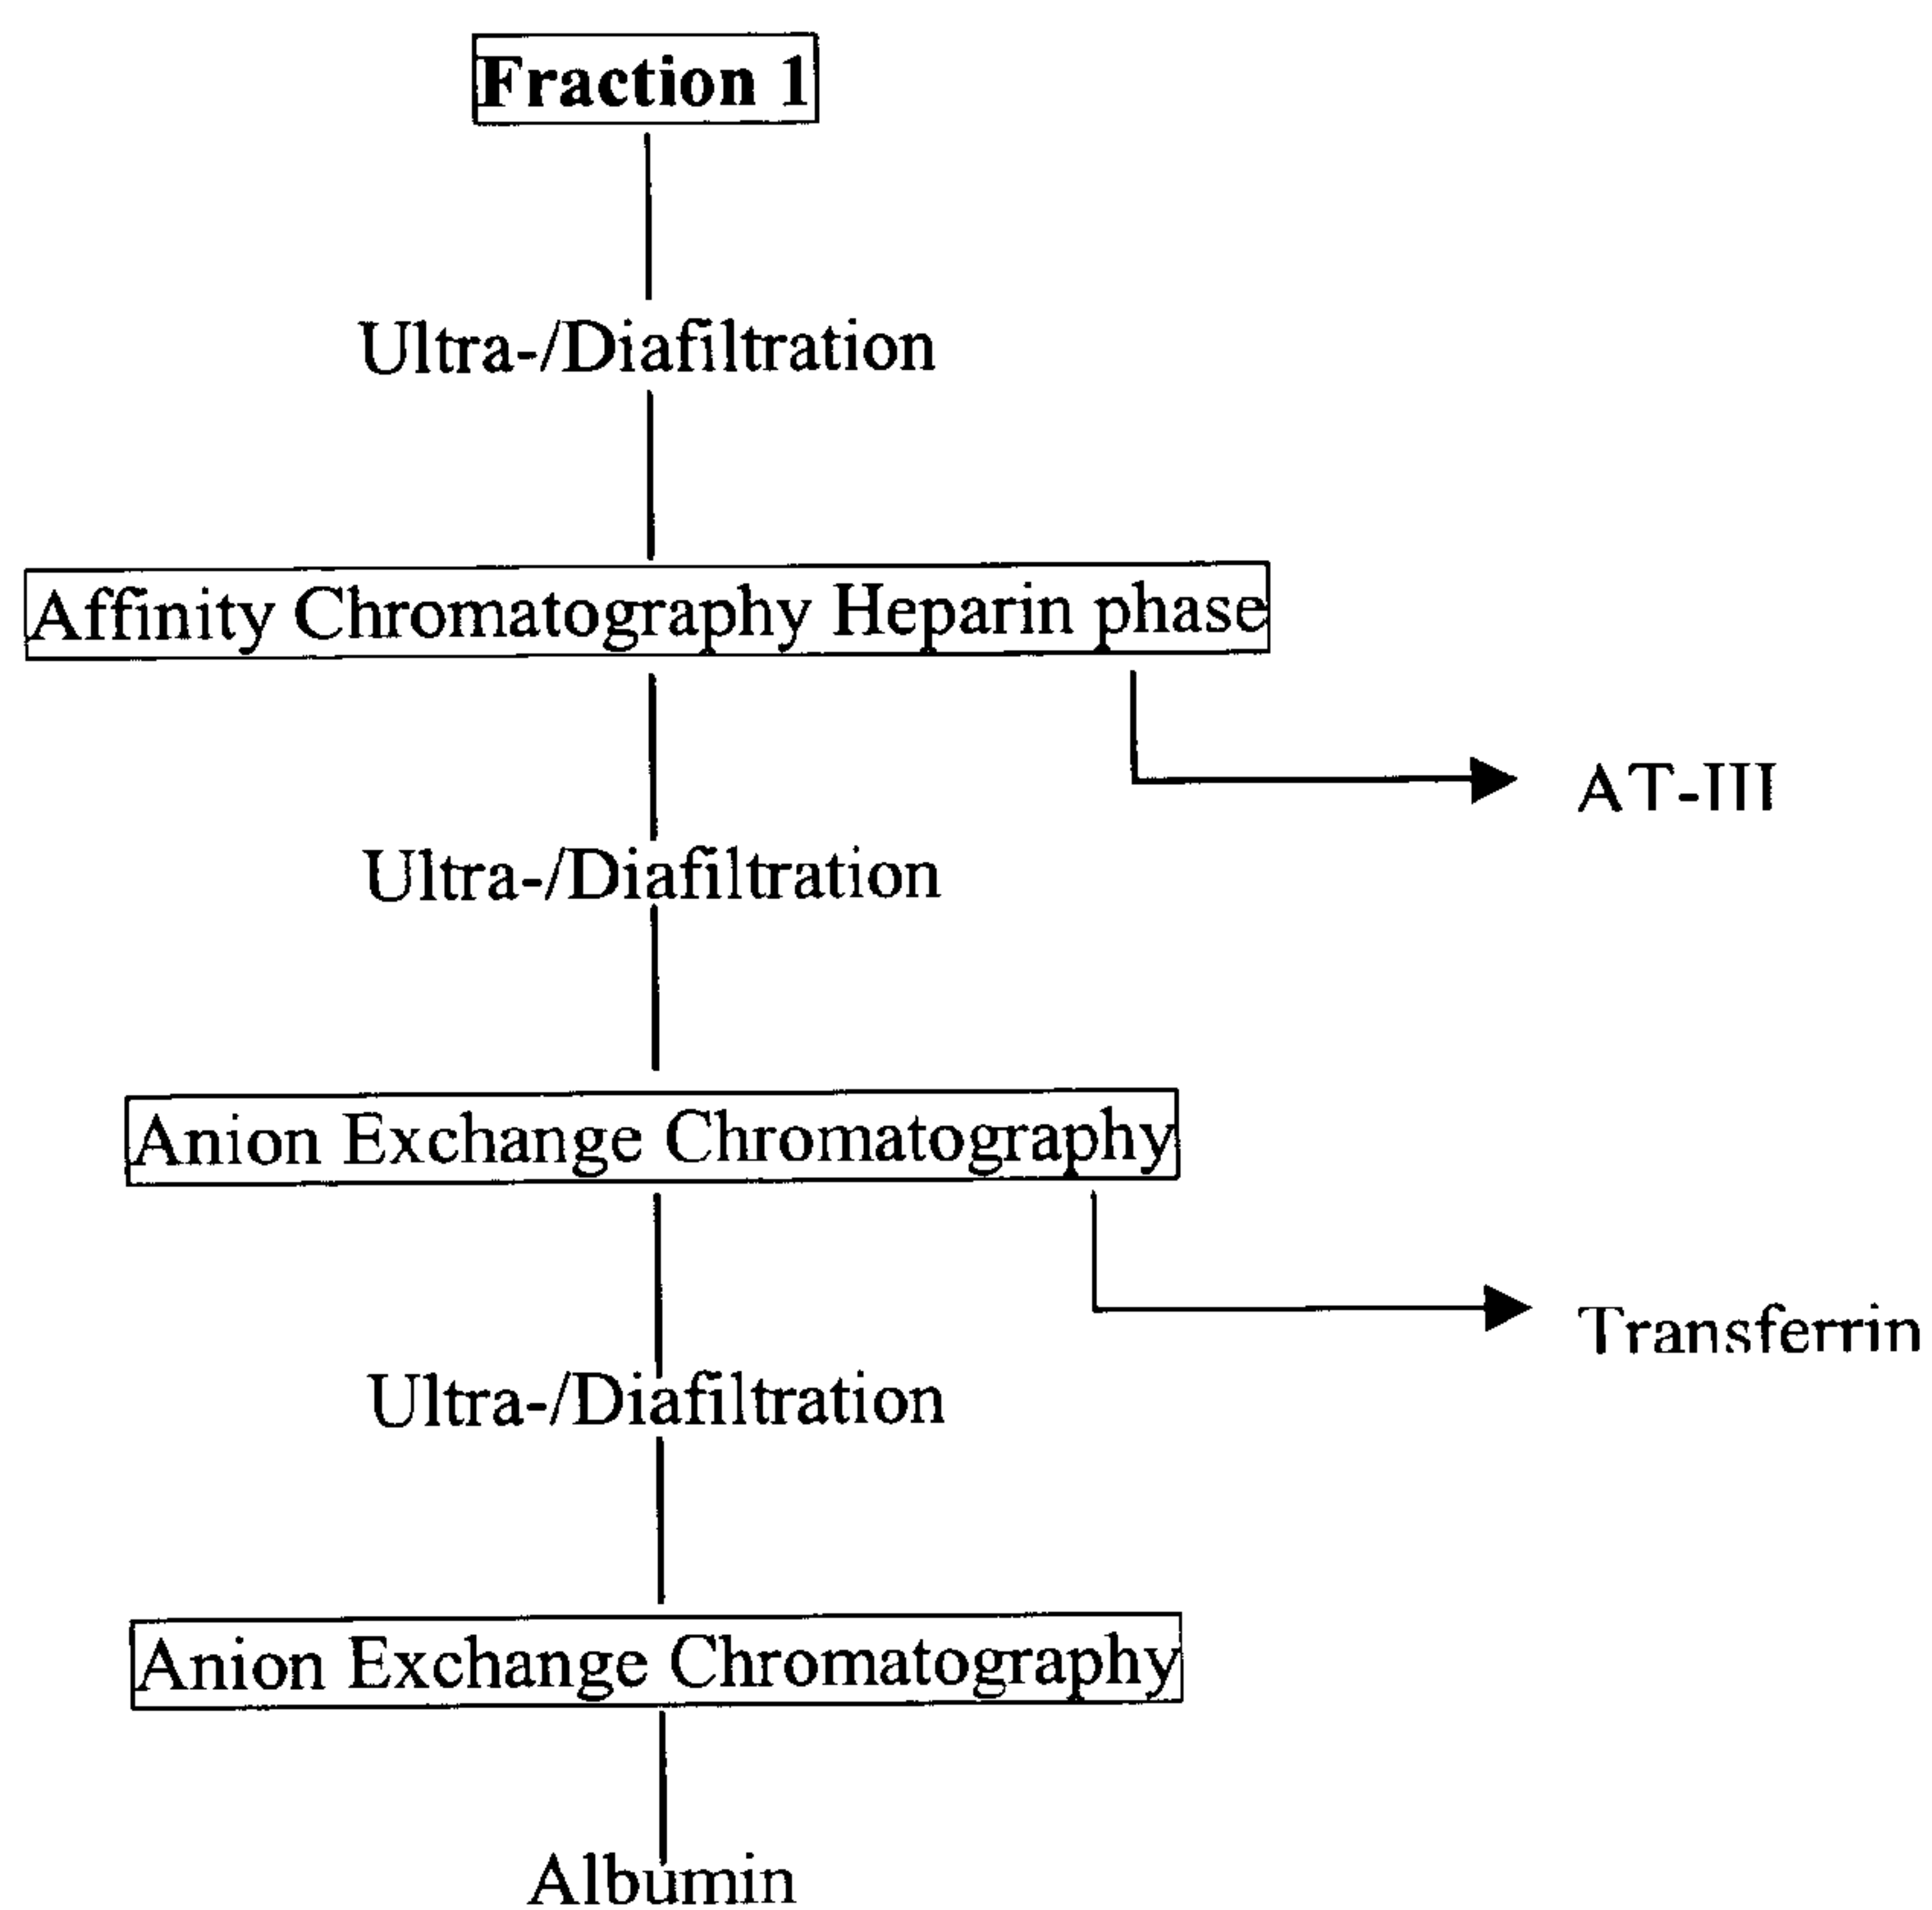 Fraction 1
Ultra-/Diafiltration
Affinity Chromatography Heparin phase
AT-III
Ultra-/Diafiltration
Anion Exchange Chromatography
Transferrin
Ultra-/Diafiltration
Anion Exchange Chromatography
Albumin